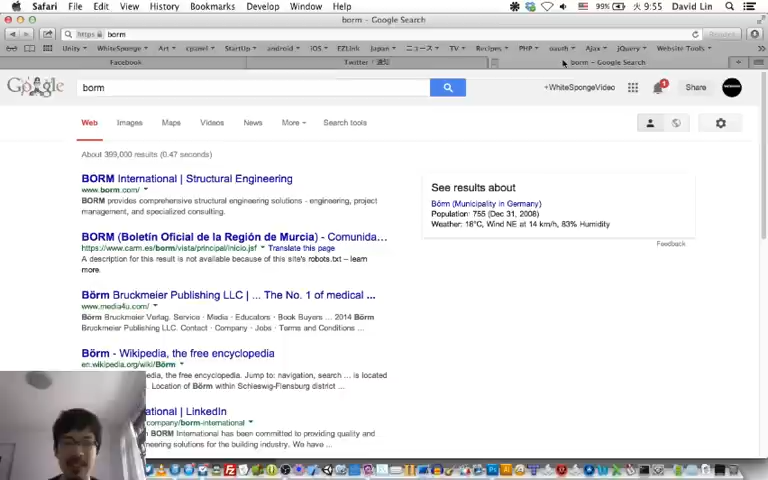 Safari File Edit View History Bookmarks Develop Window Help 99% 火 9:55 David Lin
borm - Google Search
https borm
Unity WhiteSponge Art cpanel StartUp android iOS EZLink Japan ニュース TV Recipes PHP oauth Ajax jQuery Website Tools
Facebook Twitter / 通知 borm - Google Search
Google borm +WhiteSpongeVideo 1 Share
Web Images Maps Videos News More Search tools
About 399,000 results (0.47 seconds)
BORM International | Structural Engineering
www.borm.com/
BORM provides comprehensive structural engineering solutions - engineering, project
management, and specialized consulting.
BORM (Boletín Oficial de la Región de Murcia) - Comunida...
https://www.carm.es/borm/vista/principal/inicio.jsf Translate this page
A description for this result is not available because of this site's robots.txt – learn
more.
Börm Bruckmeier Publishing LLC | ... The No. 1 of medical ...
www.media4u.com/
Börm Bruckmeier Verlag. Service · Media · Educators · Book Buyers ... 2014 Börm
Bruckmeier Publishing LLC. Contact · Company · Jobs · Terms and Conditions ...
Börm - Wikipedia, the free encyclopedia
en.wikipedia.org/wiki/Börm
edia, the free encyclopedia. Jump to: navigation, search ... is located
Location of Börm within Schleswig-Flensburg district ...
ational | LinkedIn
company/borm-international
BORM International has been committed to providing quality and
neering solutions for the building industry. We have ...
See results about
Börm (Municipality in Germany)
Population: 755 (Dec 31, 2008)
Weather: 18°C, Wind NE at 14 km/h, 83% Humidity
Feedback